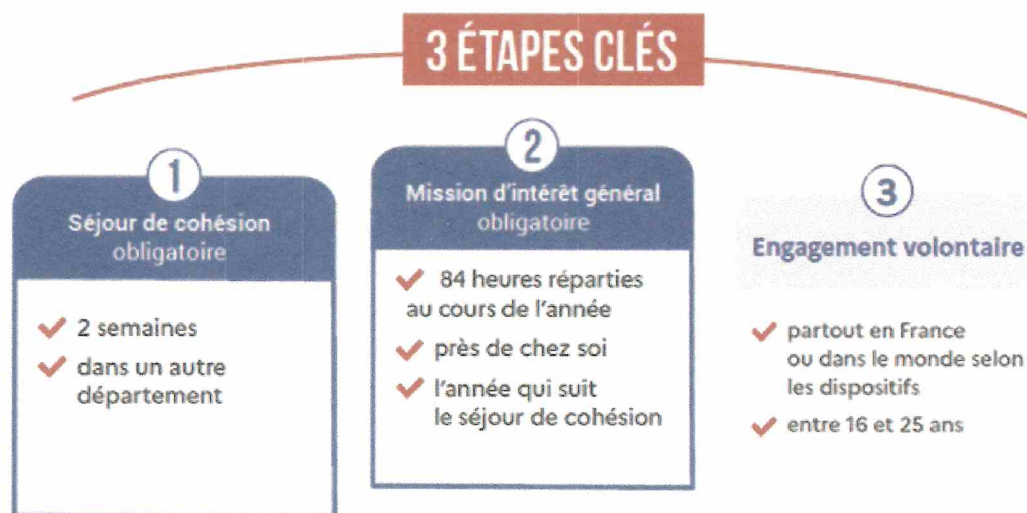 3 ÉTAPES CLÉS
1
Séjour de cohésion
obligatoire
2 semaines
dans un autre
département
2
Mission d'intérêt général
obligatoire
84 heures réparties
au cours de l'année
près de chez soi
l'année qui suit
le séjour de cohésion
3
Engagement volontaire
partout en France
ou dans le monde selon
les dispositifs
entre 16 et 25 ans